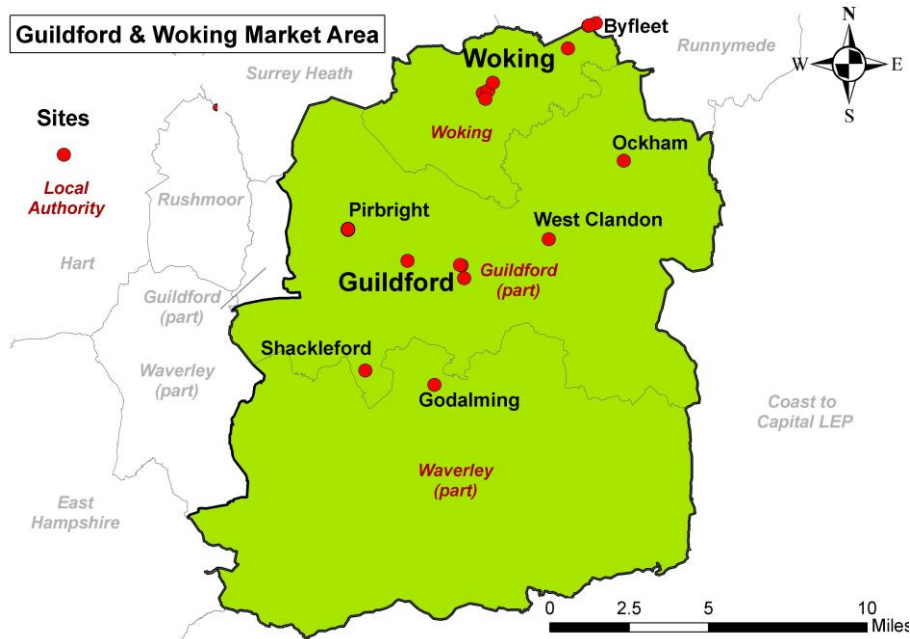 Guildford & Woking Market Area
Byfleet
Runnymede
N
W
E
S
Surrey Heath
Woking
Sites
Woking
Ockham
Local
Authority
Rushmoor
Pirbright
West Clandon
Hart
Guildford
(part)
Guildford
Guildford
(part)
Shackleford
Waverley
(part)
Godalming
Coast to
Capital LEP
Waverley
(part)
East
Hampshire
0
2.5
5
10
Miles